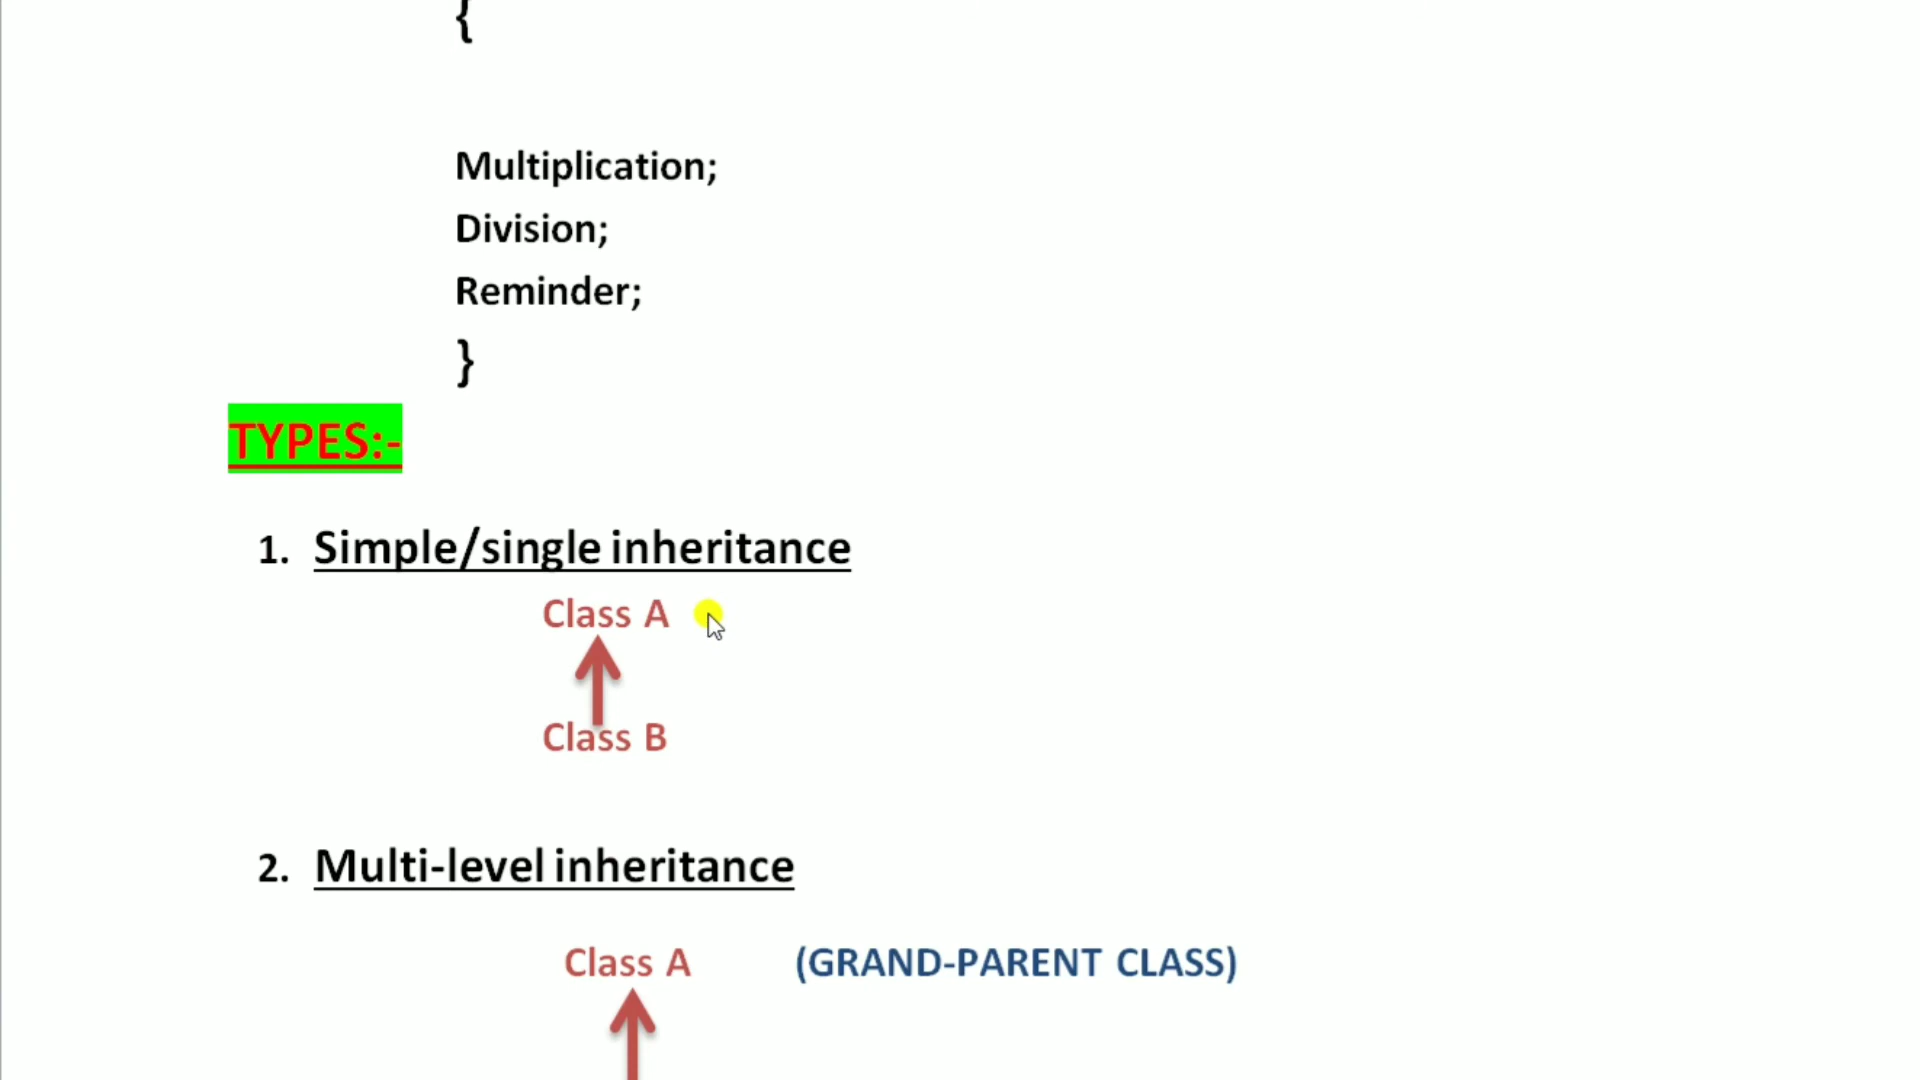 {
Multiplication;
Division;
Reminder;
}
TYPES:-
1. Simple/single inheritance
Class A
Class B
2. Multi-level inheritance
Class A (GRAND-PARENT CLASS)